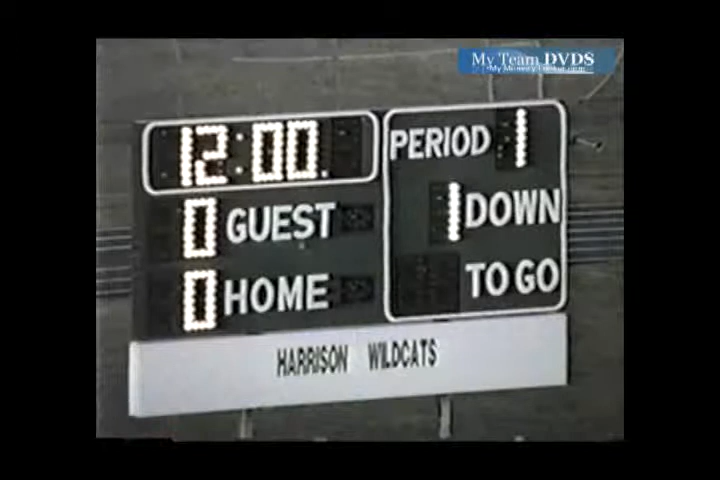 My Team DVDS
12:00.
PERIOD 1
0 GUEST
1 DOWN
0 HOME
TO GO
HARRISON WILDCATS